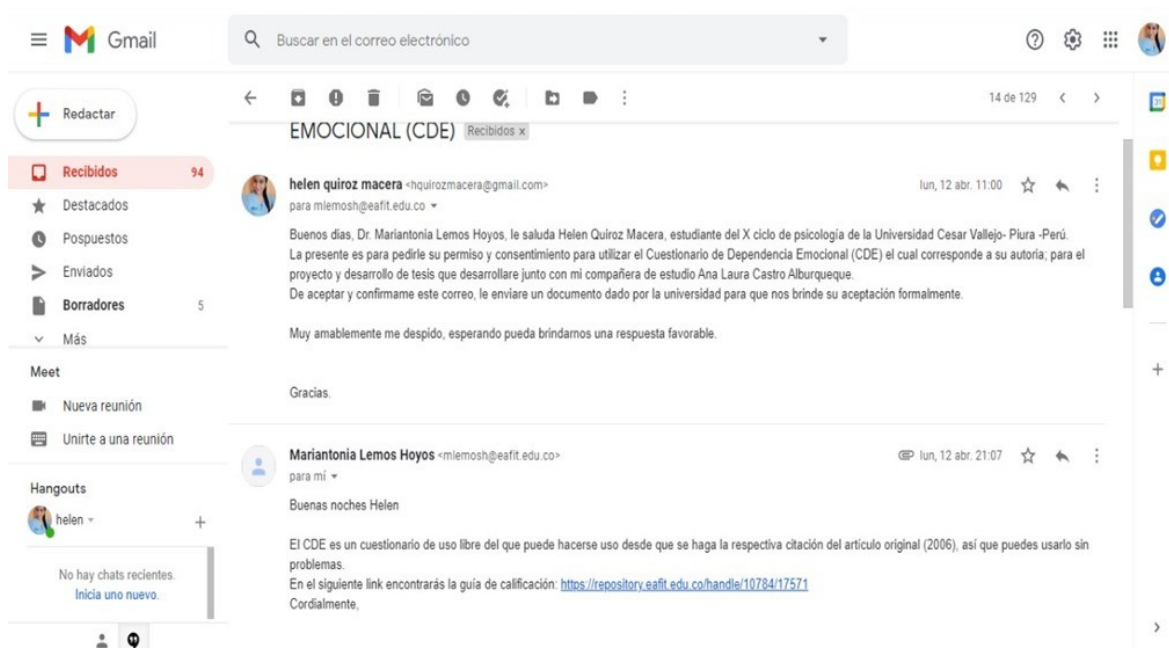 Gmail
Buscar en el correo electrónico
Redactar
14 de 129
EMOCIONAL (CDE) Recibidos x
Recibidos 94
Destacados
Pospuestos
Enviados
Borradores 5
Más
Meet
Nueva reunión
Unirte a una reunión
Hangouts
helen
No hay chats recientes.
Inicia uno nuevo.
helen quiroz macera <hquirozmacera@gmail.com> lun, 12 abr. 11:00
para mlemosh@eafit.edu.co
Buenos dias, Dr. Mariantonia Lemos Hoyos, le saluda Helen Quiroz Macera, estudiante del X ciclo de psicología de la Universidad Cesar Vallejo- Piura -Perú.
La presente es para pedirle su permiso y consentimiento para utilizar el Cuestionario de Dependencia Emocional (CDE) el cual corresponde a su autoria; para el
proyecto y desarrollo de tesis que desarrollare junto con mi compañera de estudio Ana Laura Castro Alburqueque.
De aceptar y confirmame este correo, le enviare un documento dado por la universidad para que nos brinde su aceptación formalmente.
Muy amablemente me despido, esperando pueda brindarnos una respuesta favorable.
Gracias.
Mariantonia Lemos Hoyos <mlemosh@eafit.edu.co> lun, 12 abr. 21:07
para mí
Buenas noches Helen
El CDE es un cuestionario de uso libre del que puede hacerse uso desde que se haga la respectiva citación del artículo original (2006), así que puedes usarlo sin
problemas.
En el siguiente link encontrarás la guía de calificación: https://repository.eafit.edu.co/handle/10784/17571
Cordialmente,